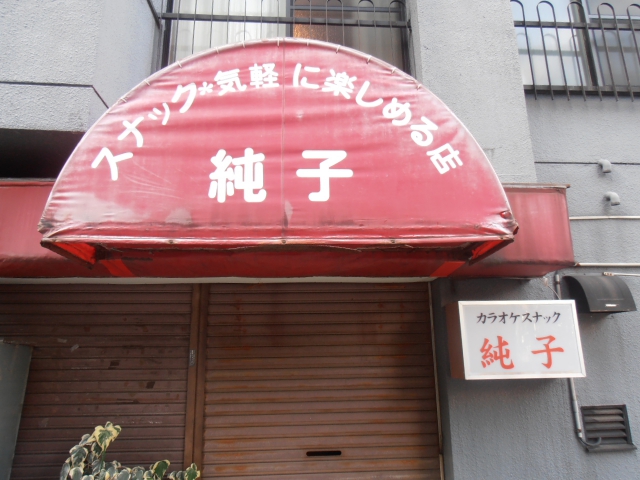 スナック*気軽に楽しめる店
純子
カラオケスナック
純子